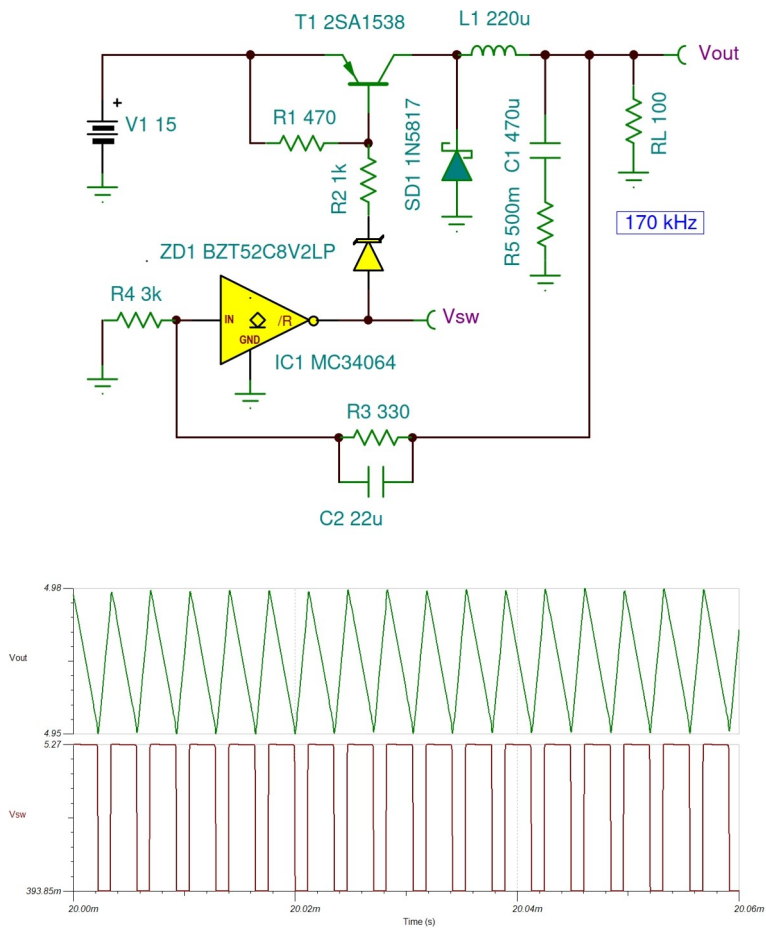 T1 2SA1538
L1 220u
Vout
+
V1 15
R1 470
R2 1k
SD1 1N5817
C1 470u
R5 500m
RL 100
170 kHz
ZD1 BZT52C8V2LP
R4 3k
IN
/R
GND
Vsw
IC1 MC34064
R3 330
C2 22u
4.98
Vout
4.95
5.27
Vsw
393.85m
20.00m 20.02m 20.04m 20.06m
Time (s)